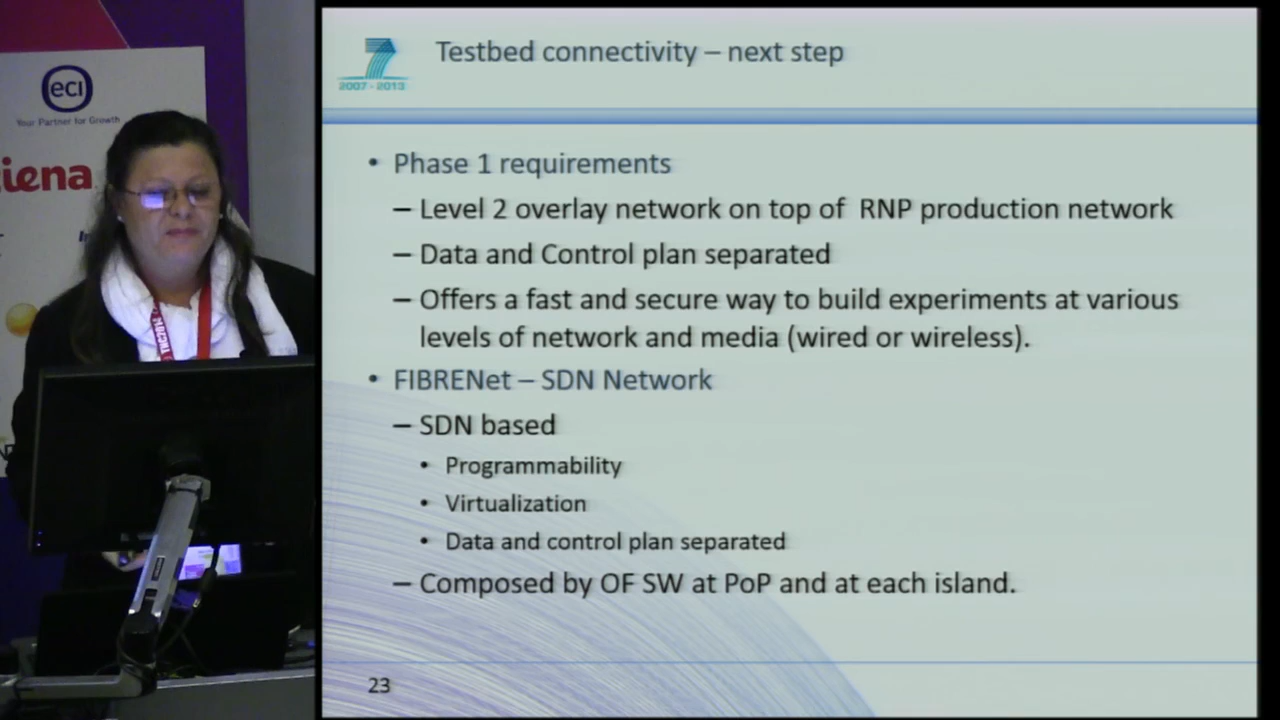 eci
Your Partner for Growth
iena
TNC2014
7
2007 - 2013
Testbed connectivity – next step
• Phase 1 requirements
– Level 2 overlay network on top of RNP production network
– Data and Control plan separated
– Offers a fast and secure way to build experiments at various
levels of network and media (wired or wireless).
• FIBRENet – SDN Network
– SDN based
• Programmability
• Virtualization
• Data and control plan separated
– Composed by OF SW at PoP and at each island.
23